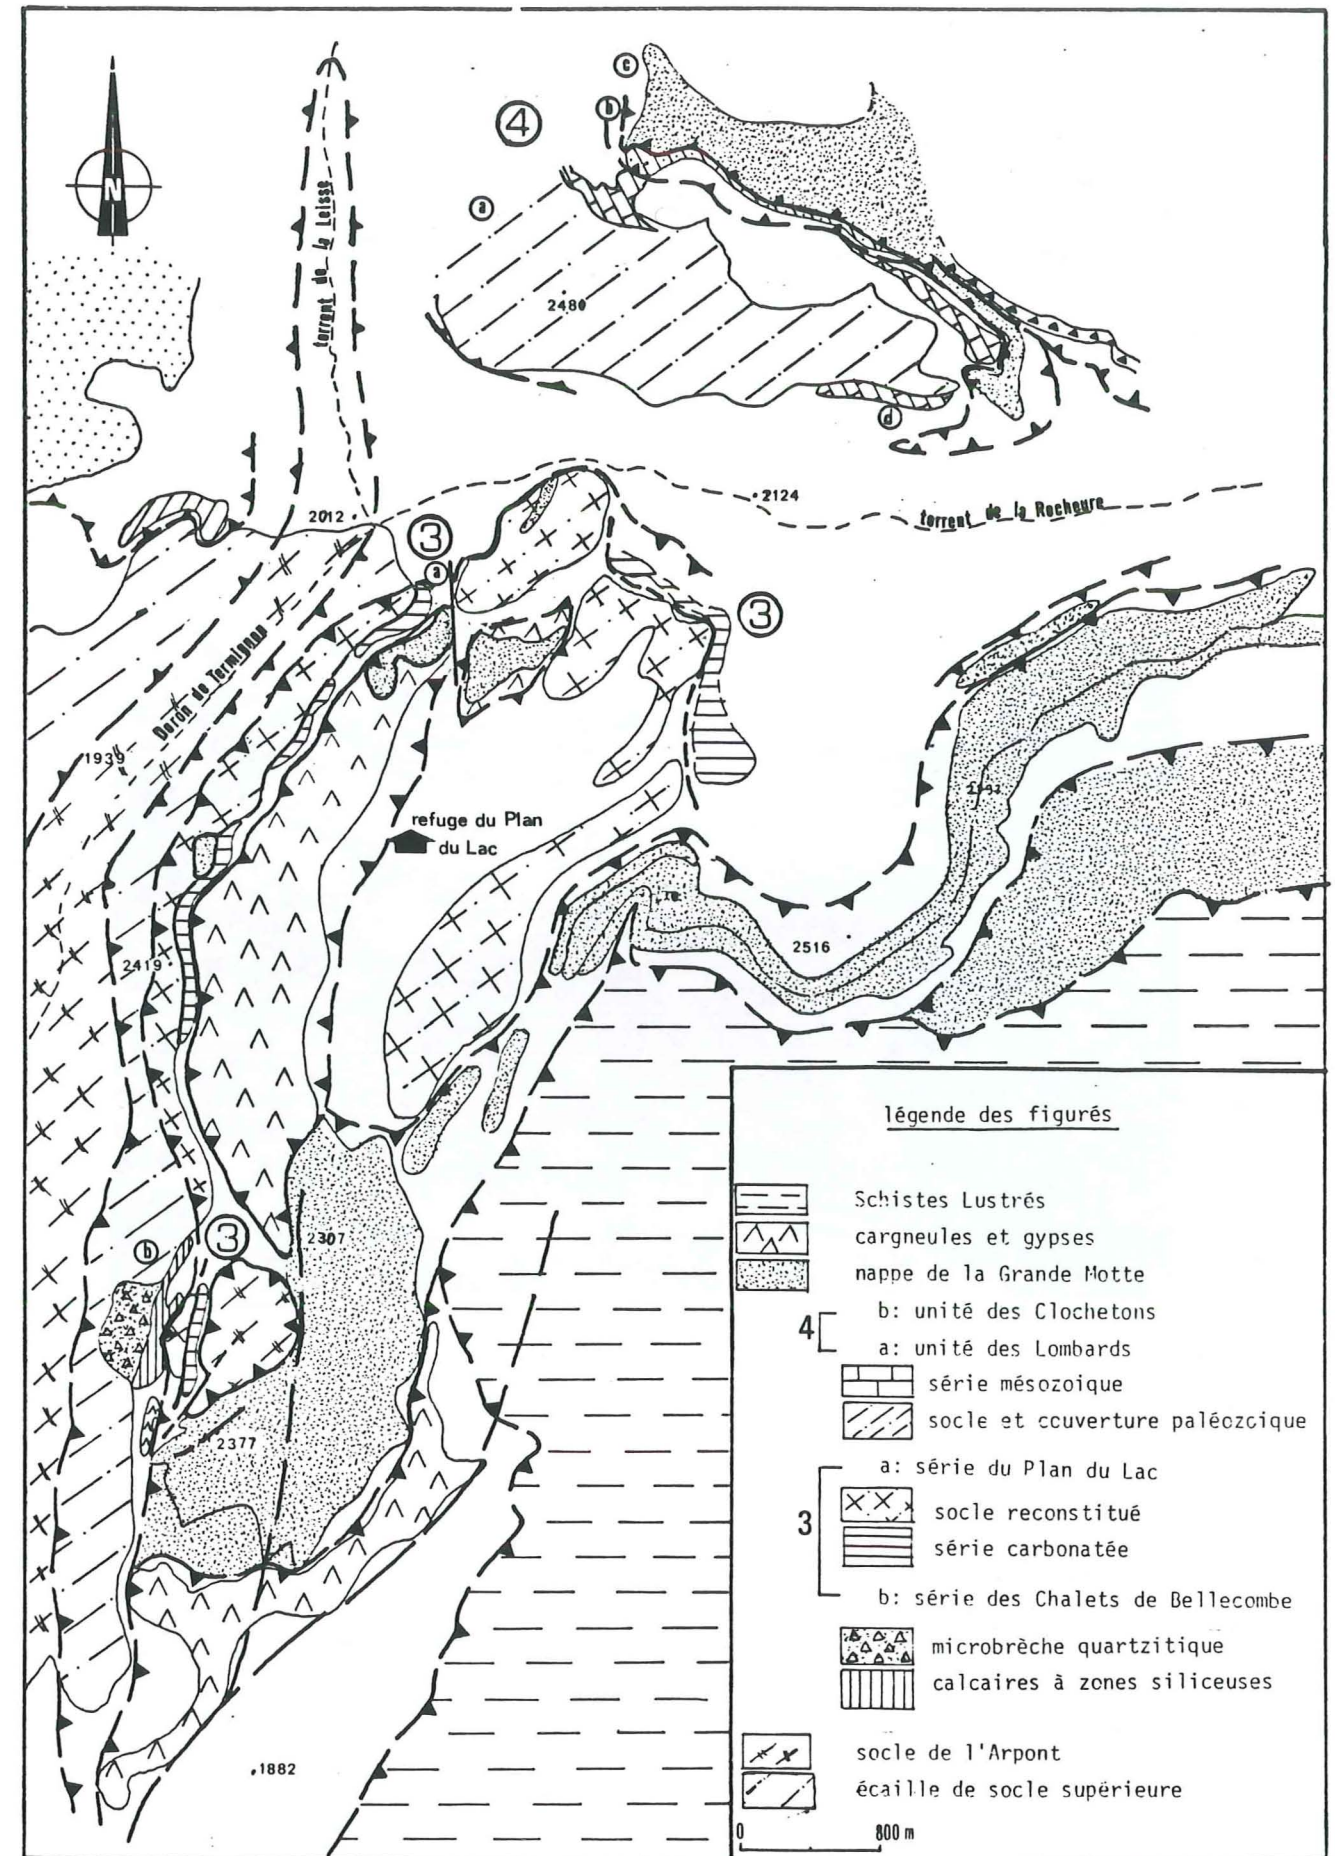 c
b
4
N
a
torrent de la Leisse
2480
d
2012
2124
torrent de la Rocheure
3
a
3
Doron de Termignon
1939
refuge du Plan
du Lac
2419
2516
b
3
2307
2377
1882
légende des figurés
Schistes Lustrés
cargneules et gypses
nappe de la Grande Motte
4
b: unité des Clochetons
a: unité des Lombards
série mésozoique
socle et couverture paléozoique
3
a: série du Plan du Lac
socle reconstitué
série carbonatée
b: série des Chalets de Bellecombe
microbrèche quartzitique
calcaires à zones siliceuses
socle de l'Arpont
écaille de socle supérieure
0 800 m